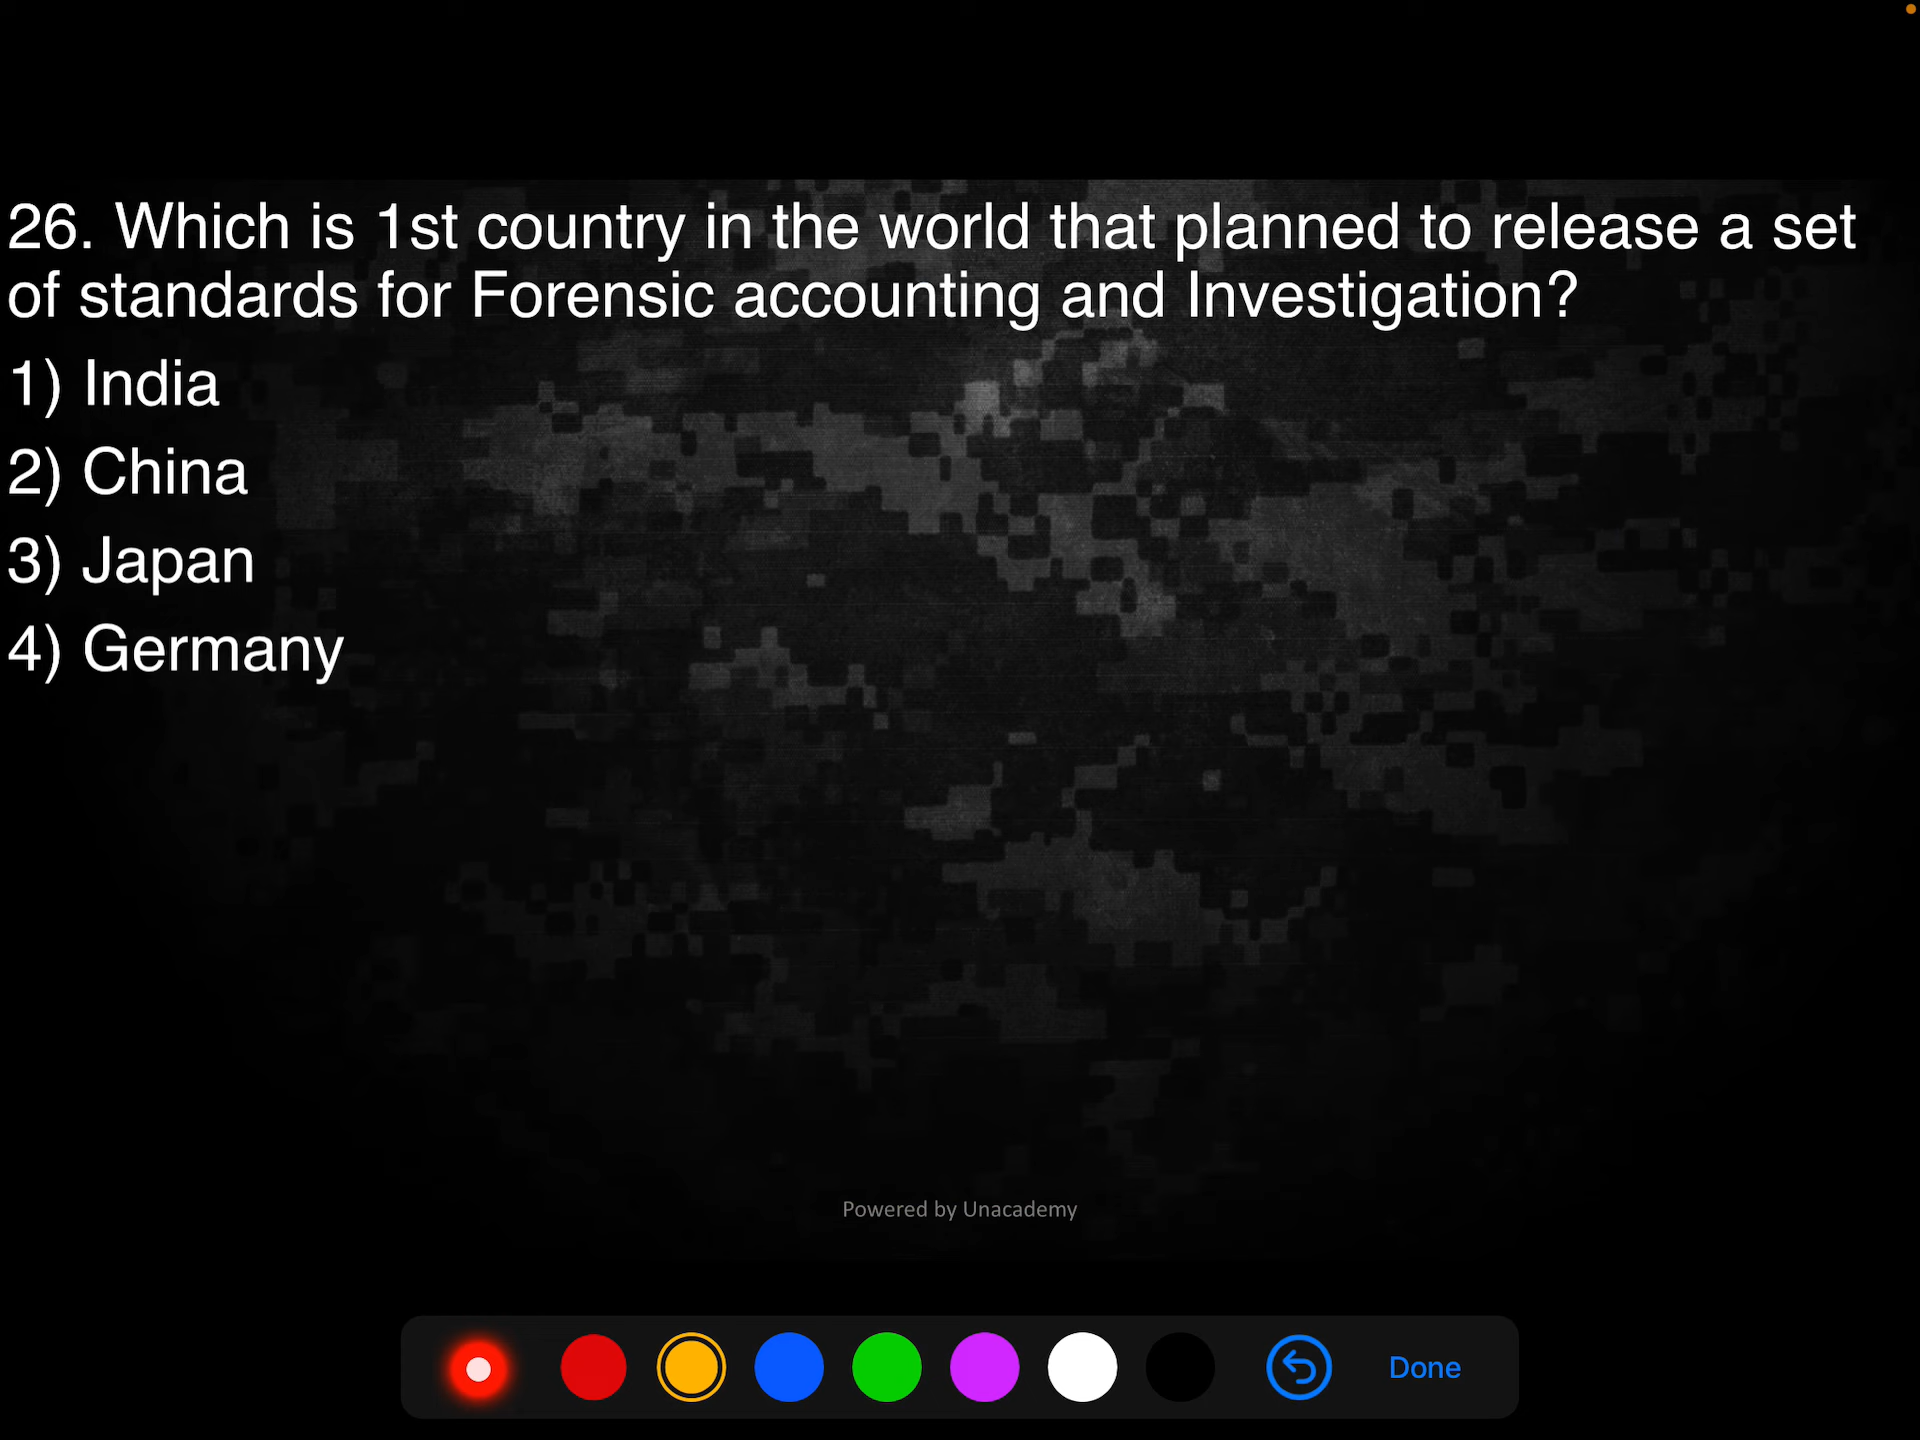 26. Which is 1st country in the world that planned to release a set
of standards for Forensic accounting and Investigation?
1) India
2) China
3) Japan
4) Germany
Powered by Unacademy
Done